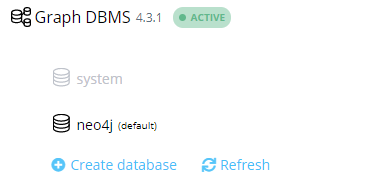 Graph DBMS 4.3.1 ACTIVE
system
neo4j (default)
Create database Refresh